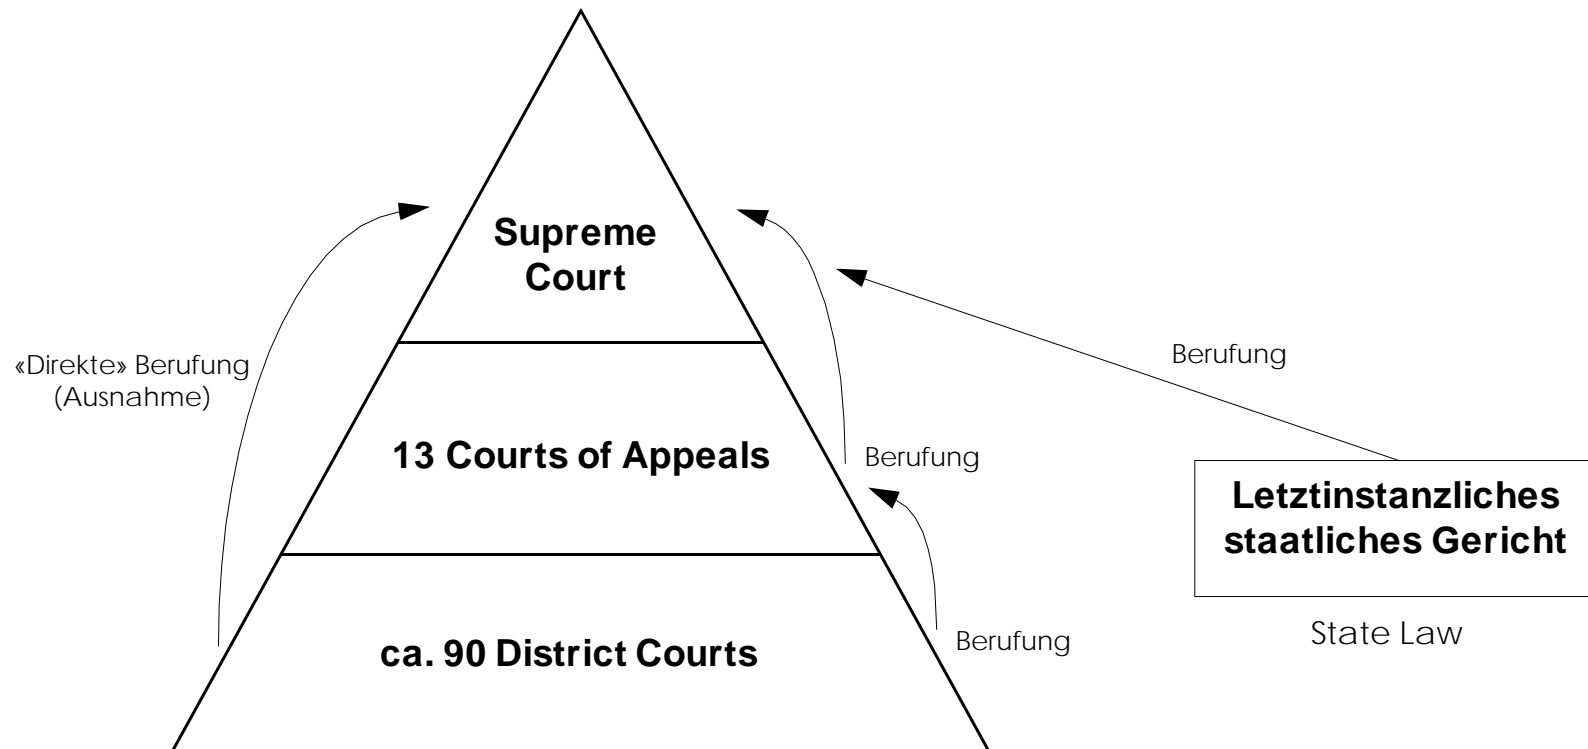 Supreme
Court
«Direkte» Berufung
(Ausnahme)
Berufung
13 Courts of Appeals
Berufung
Letztinstanzliches
staatliches Gericht
State Law
ca. 90 District Courts
Berufung